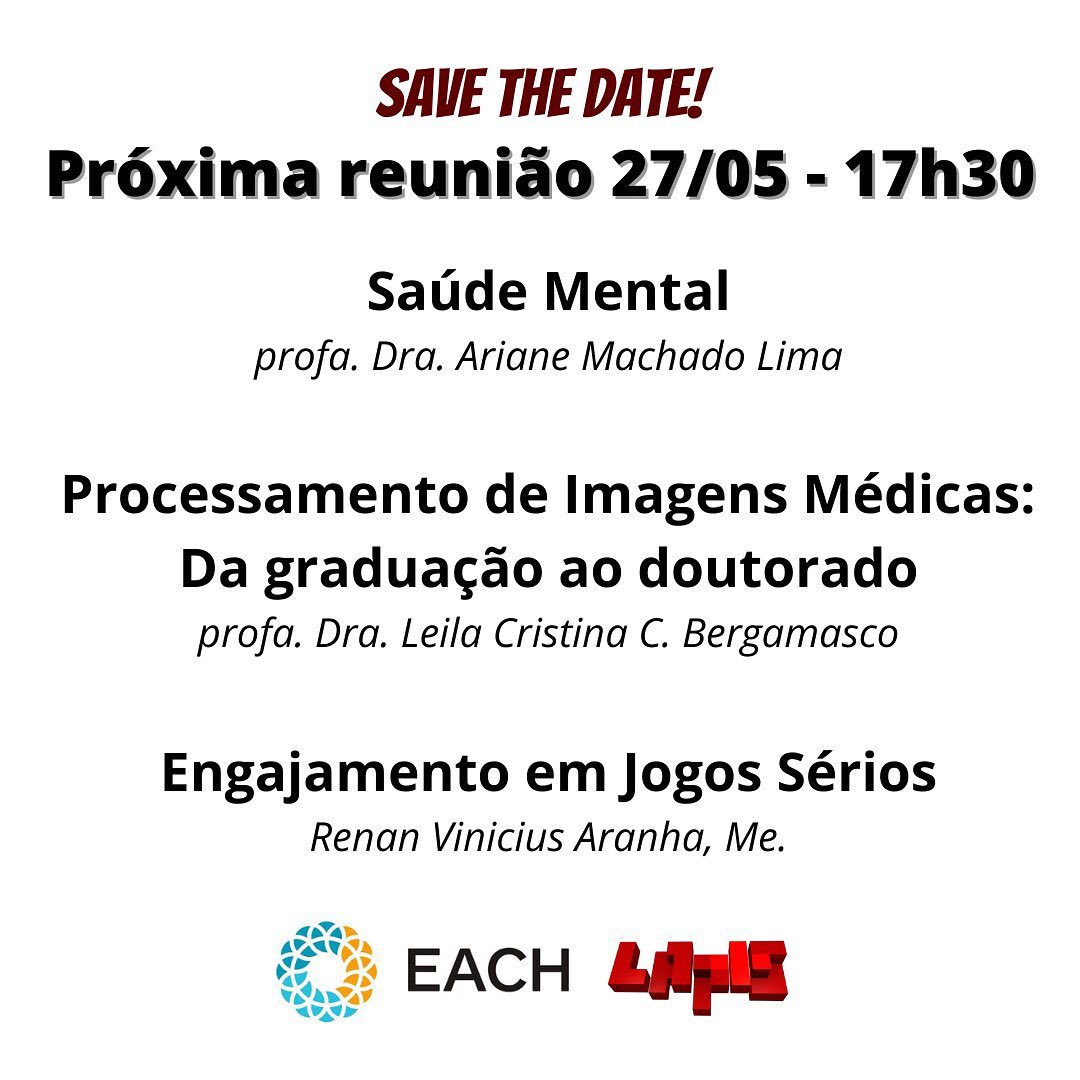 SAVE THE DATE!
Próxima reunião 27/05 - 17h30
Saúde Mental
profa. Dra. Ariane Machado Lima
Processamento de Imagens Médicas:
Da graduação ao doutorado
profa. Dra. Leila Cristina C. Bergamasco
Engajamento em Jogos Sérios
Renan Vinicius Aranha, Me.
EACH LApIS